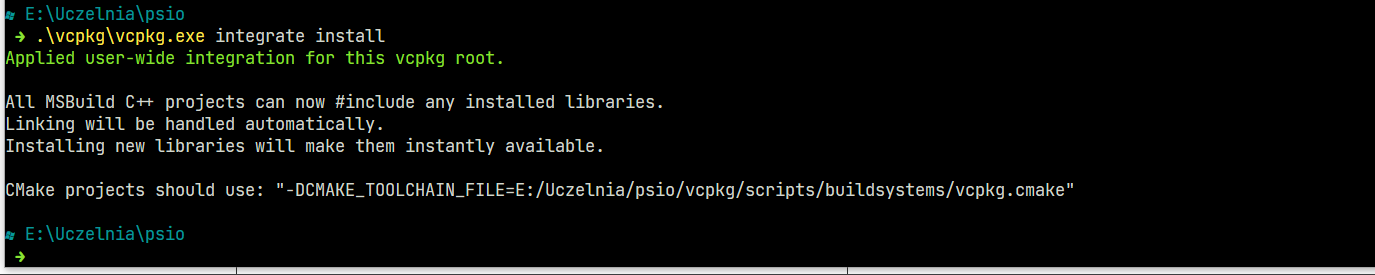 E:\Uczelnia\psio
➜ .\vcpkg\vcpkg.exe integrate install
Applied user-wide integration for this vcpkg root.
All MSBuild C++ projects can now #include any installed libraries.
Linking will be handled automatically.
Installing new libraries will make them instantly available.
CMake projects should use: "-DCMAKE_TOOLCHAIN_FILE=E:/Uczelnia/psio/vcpkg/scripts/buildsystems/vcpkg.cmake"
E:\Uczelnia\psio
➜